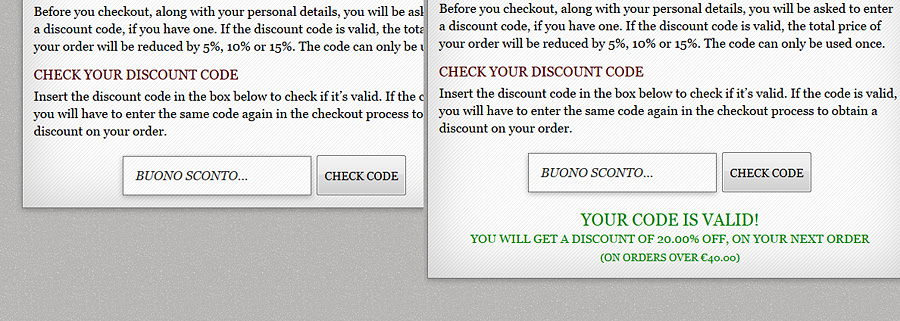 Before you checkout, along with your personal details, you will be ask
a discount code, if you have one. If the discount code is valid, the tota
your order will be reduced by 5%, 10% or 15%. The code can only be u
CHECK YOUR DISCOUNT CODE
Insert the discount code in the box below to check if it's valid. If the c
you will have to enter the same code again in the checkout process to
discount on your order.
BUONO SCONTO...
CHECK CODE
Before you checkout, along with your personal details, you will be asked to enter
a discount code, if you have one. If the discount code is valid, the total price of
your order will be reduced by 5%, 10% or 15%. The code can only be used once.
CHECK YOUR DISCOUNT CODE
Insert the discount code in the box below to check if it's valid. If the code is valid,
you will have to enter the same code again in the checkout process to obtain a
discount on your order.
BUONO SCONTO...
CHECK CODE
YOUR CODE IS VALID!
YOU WILL GET A DISCOUNT OF 20.00% OFF, ON YOUR NEXT ORDER
(ON ORDERS OVER €40.00)